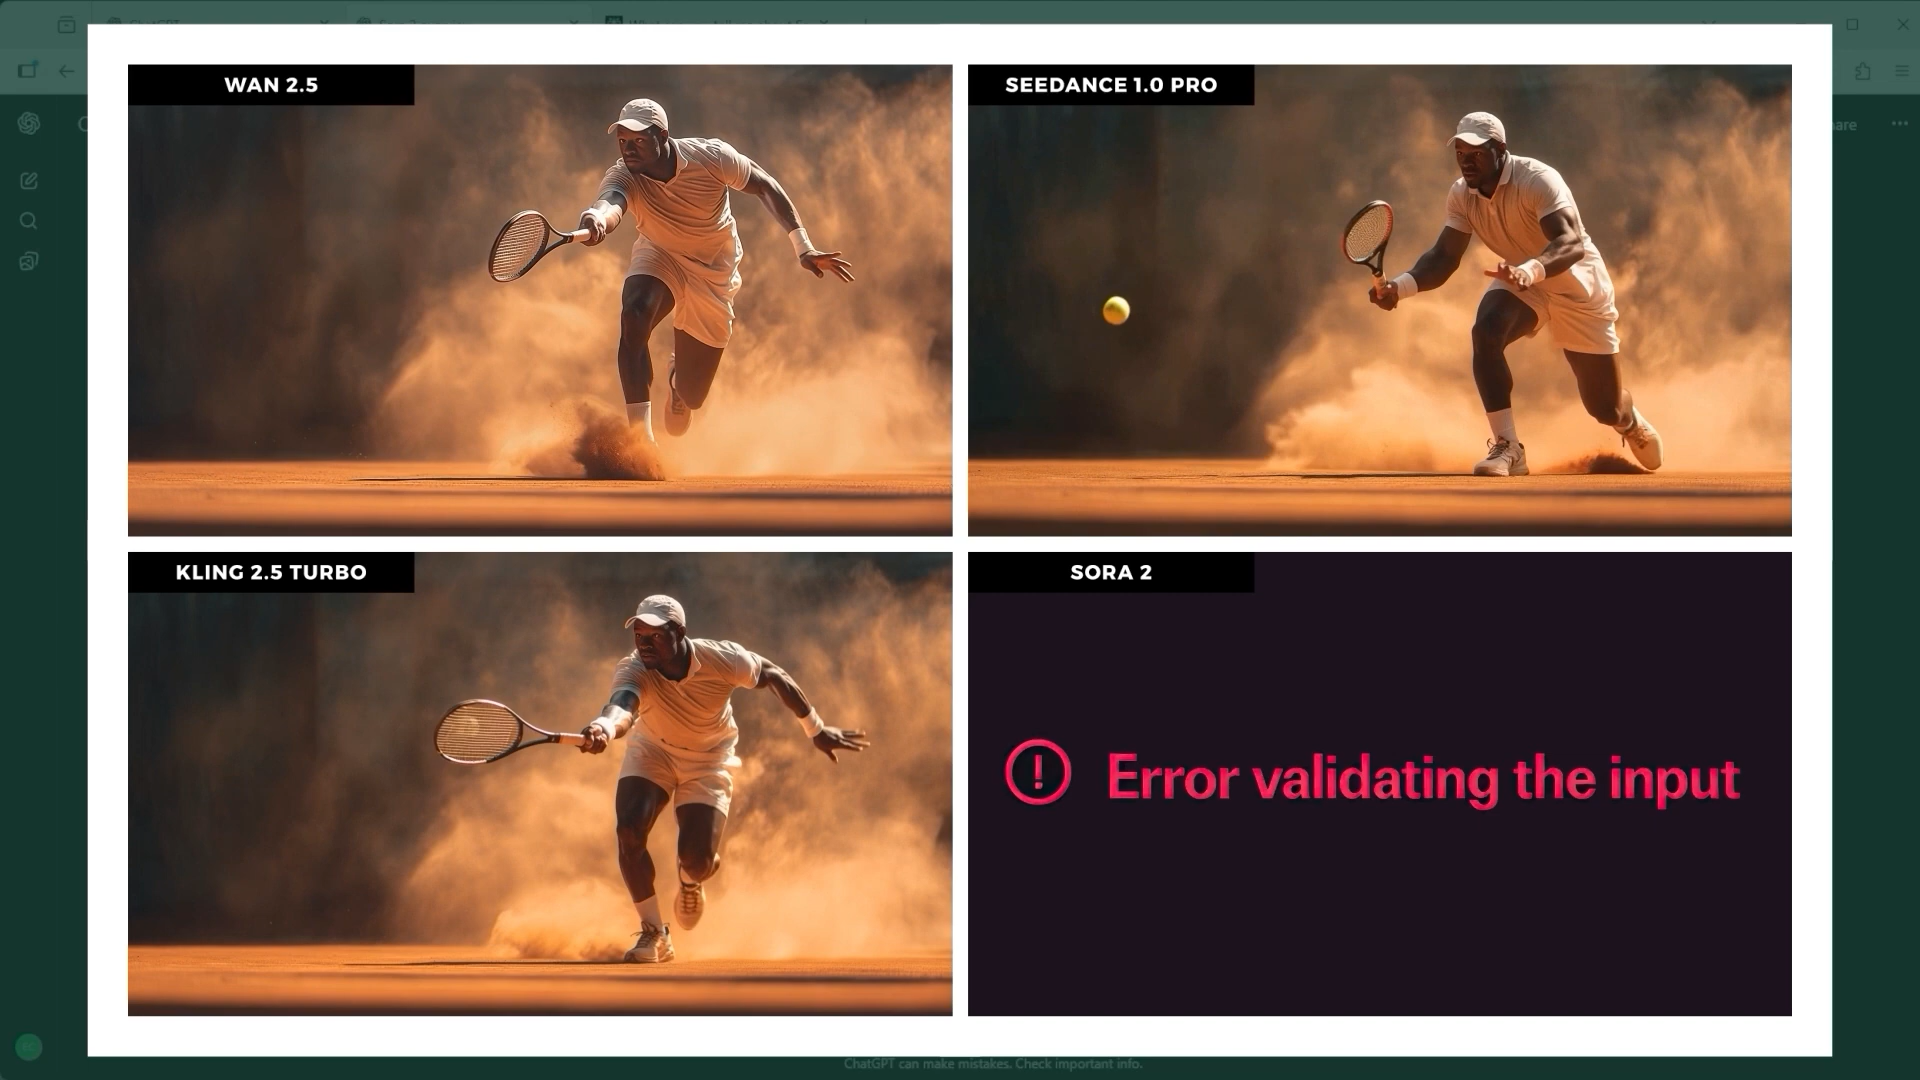 WAN 2.5
SEEDANCE 1.0 PRO
KLING 2.5 TURBO
SORA 2
Error validating the input
ChatGPT can make mistakes. Check important info.